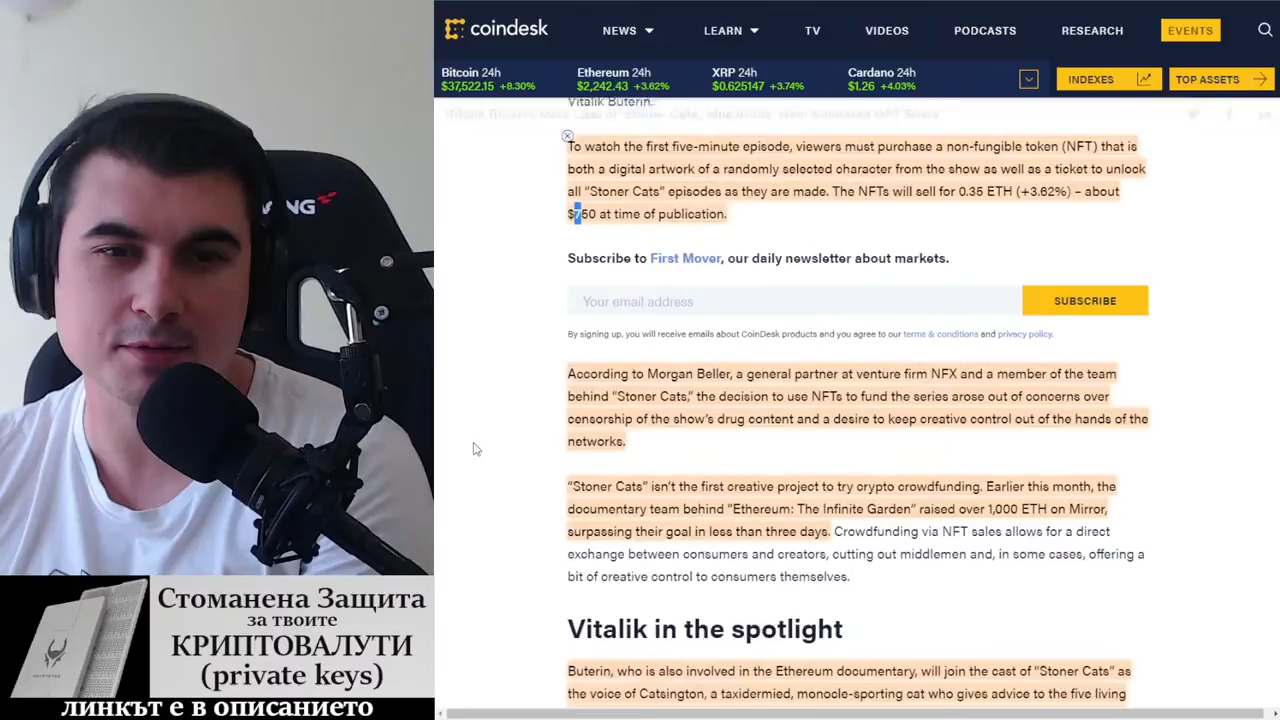 coindesk
NEWS
LEARN
TV
VIDEOS
PODCASTS
RESEARCH
EVENTS
Bitcoin 24h
$37,522.15 +8.30%
Ethereum 24h
$2,242.43 +3.62%
XRP 24h
$0.625147 +3.74%
Cardano 24h
$1.26 +4.03%
INDEXES
TOP ASSETS
Vitalik Buterin.
To watch the first five-minute episode, viewers must purchase a non-fungible token (NFT) that is
both a digital artwork of a randomly selected character from the show as well as a ticket to unlock
all “Stoner Cats” episodes as they are made. The NFTs will sell for 0.35 ETH (+3.62%) – about
$750 at time of publication.
Subscribe to First Mover, our daily newsletter about markets.
Your email address
SUBSCRIBE
By signing up, you will receive emails about CoinDesk products and you agree to our terms & conditions and privacy policy.
According to Morgan Beller, a general partner at venture firm NFX and a member of the team
behind “Stoner Cats,” the decision to use NFTs to fund the series arose out of concerns over
censorship of the show’s drug content and a desire to keep creative control out of the hands of the
networks.
“Stoner Cats” isn’t the first creative project to try crypto crowdfunding. Earlier this month, the
documentary team behind “Ethereum: The Infinite Garden” raised over 1,000 ETH on Mirror,
surpassing their goal in less than three days. Crowdfunding via NFT sales allows for a direct
exchange between consumers and creators, cutting out middlemen and, in some cases, offering a
bit of creative control to consumers themselves.
Vitalik in the spotlight
Buterin, who is also involved in the Ethereum documentary, will join the cast of “Stoner Cats” as
the voice of Catsington, a taxidermied, monocle-sporting cat who gives advice to the five living
Стоманена Защита
за твоите
КРИПТОВАЛУТИ
(private keys)
линкът е в описанието